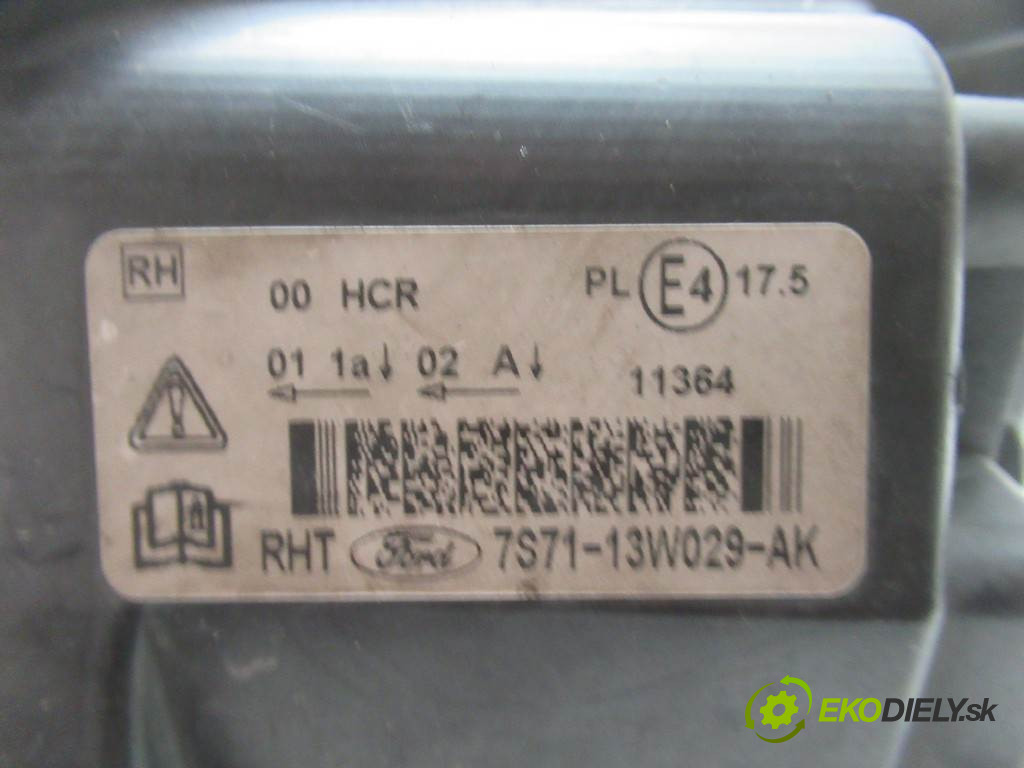 RH 00 HCR PL E4 17.5
01 1a↓ 02 A↓ 11364
RHT Ford 7S71-13W029-AK
EKODIELY.sk